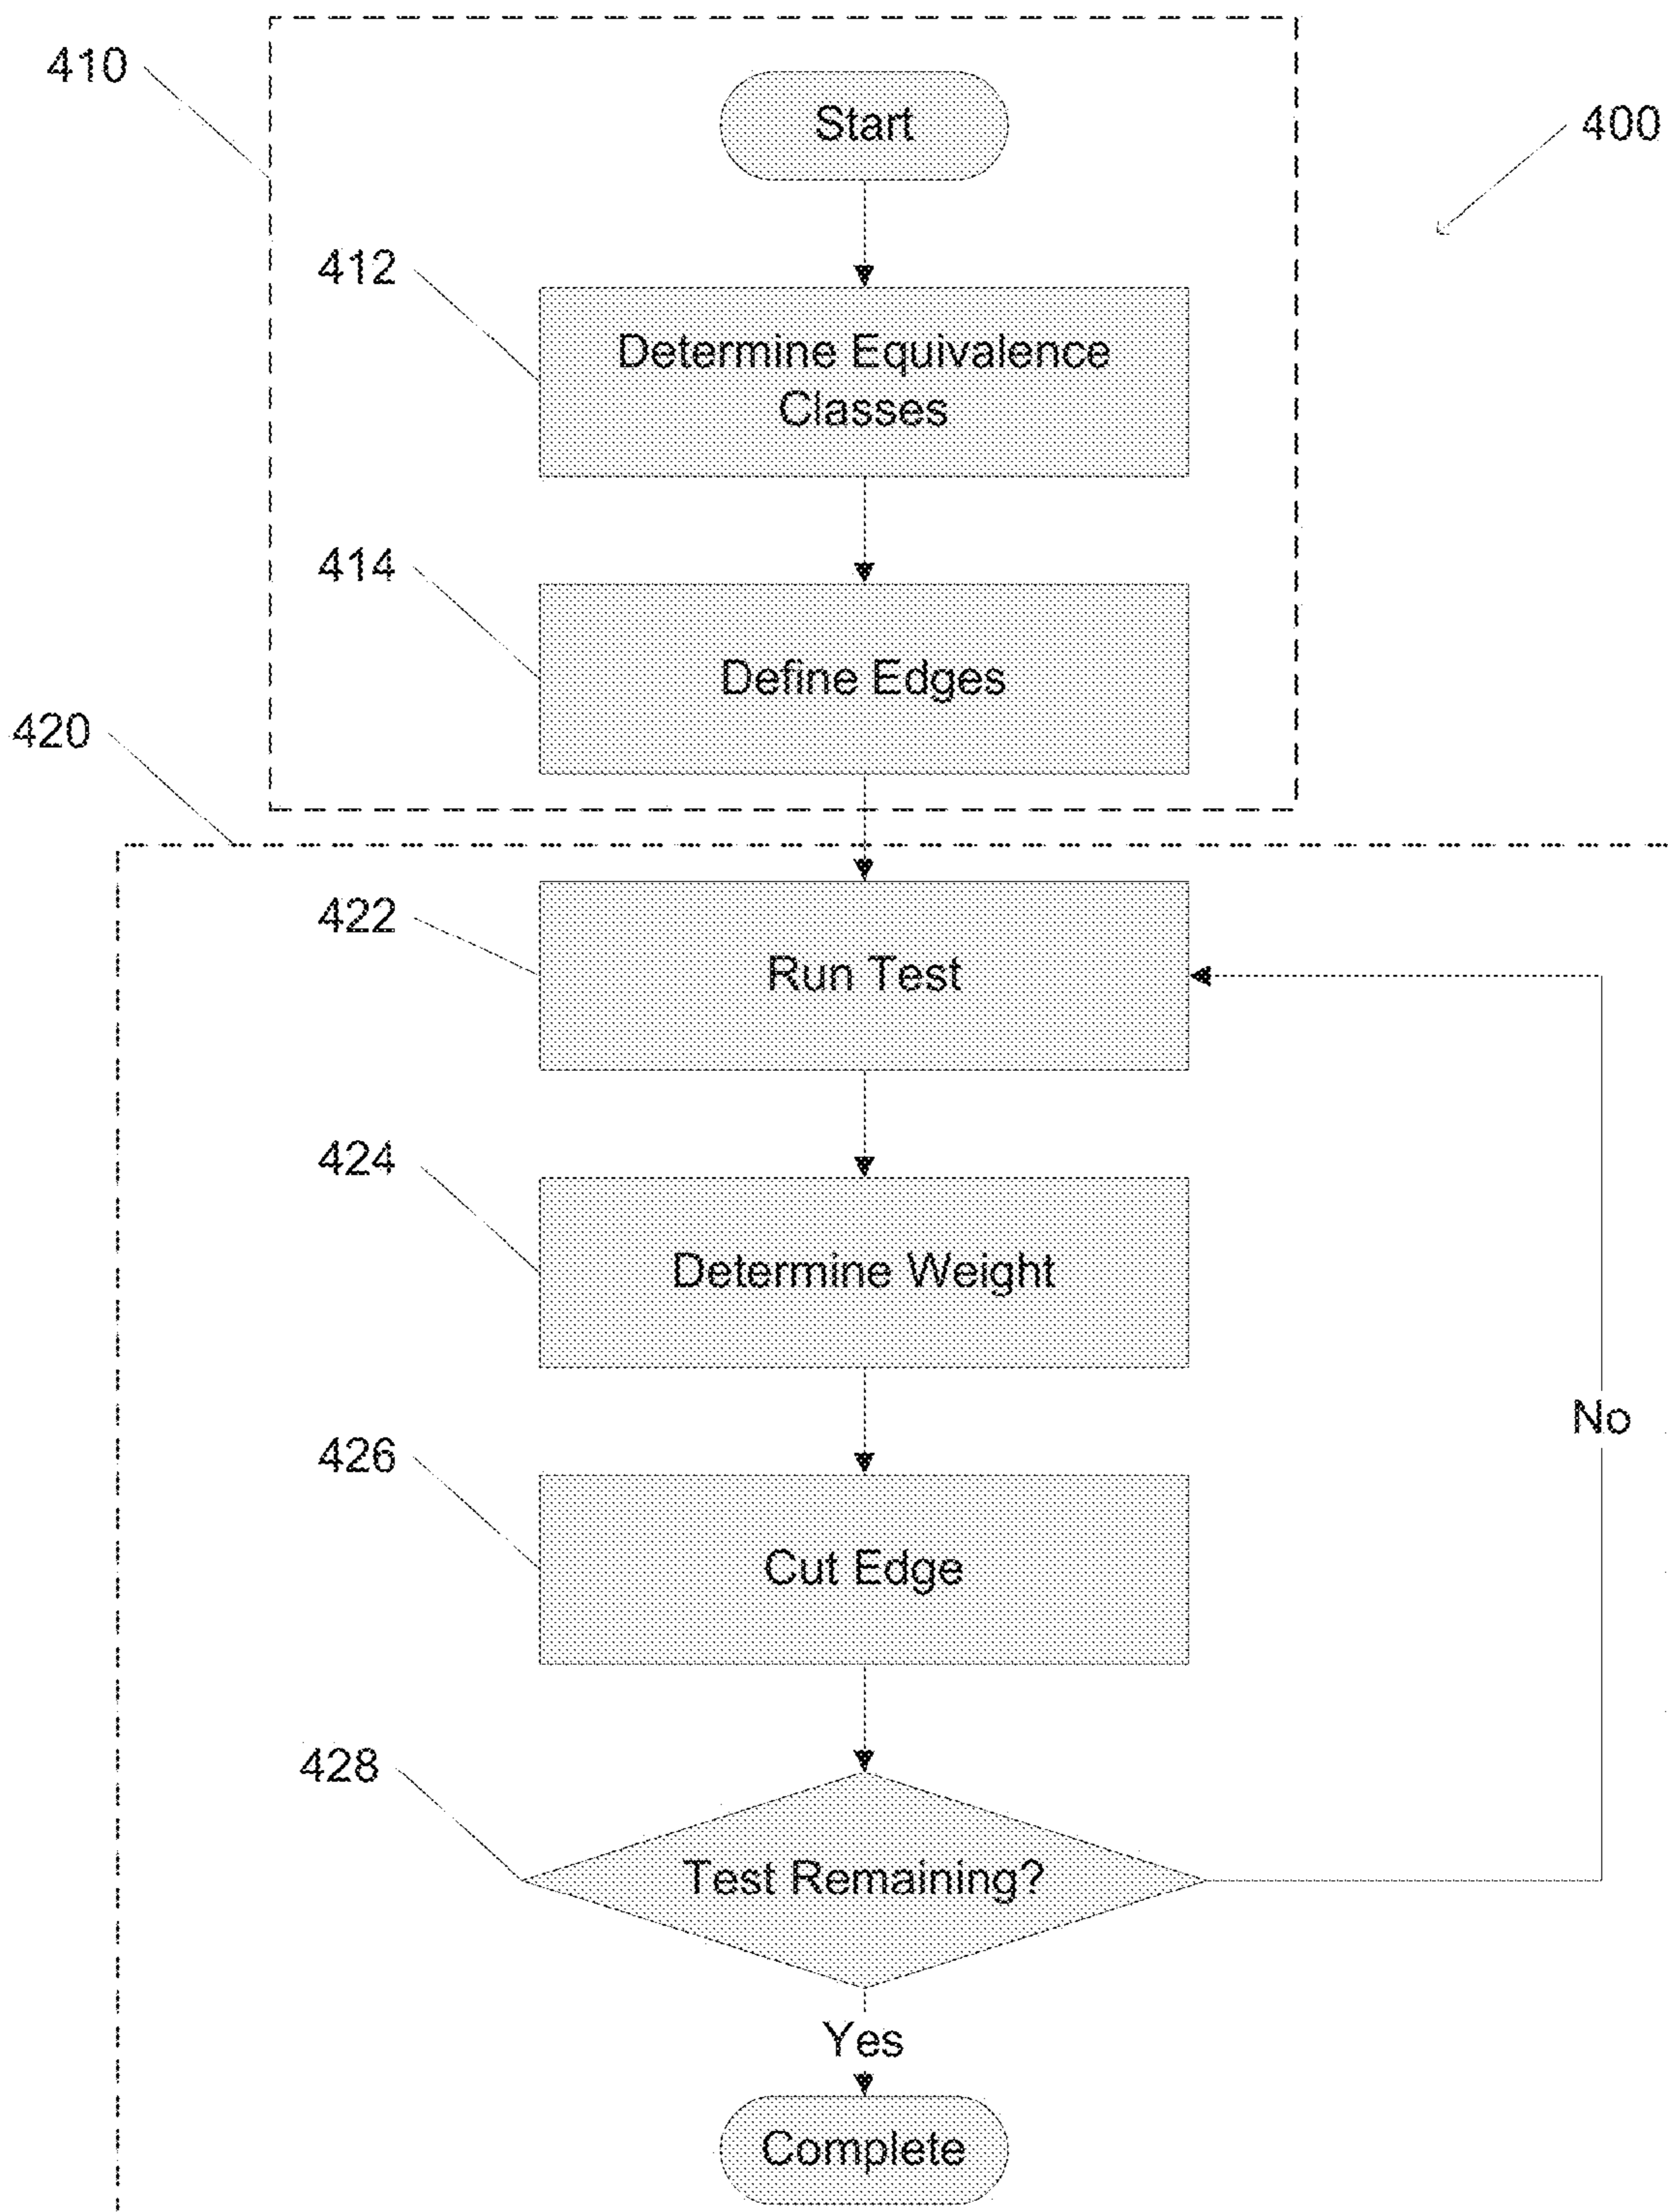 410
Start
400
412
Determine Equivalence
Classes
414
Define Edges
420
422
Run Test
424
Determine Weight
No
426
Cut Edge
428
Test Remaining?
Yes
Complete